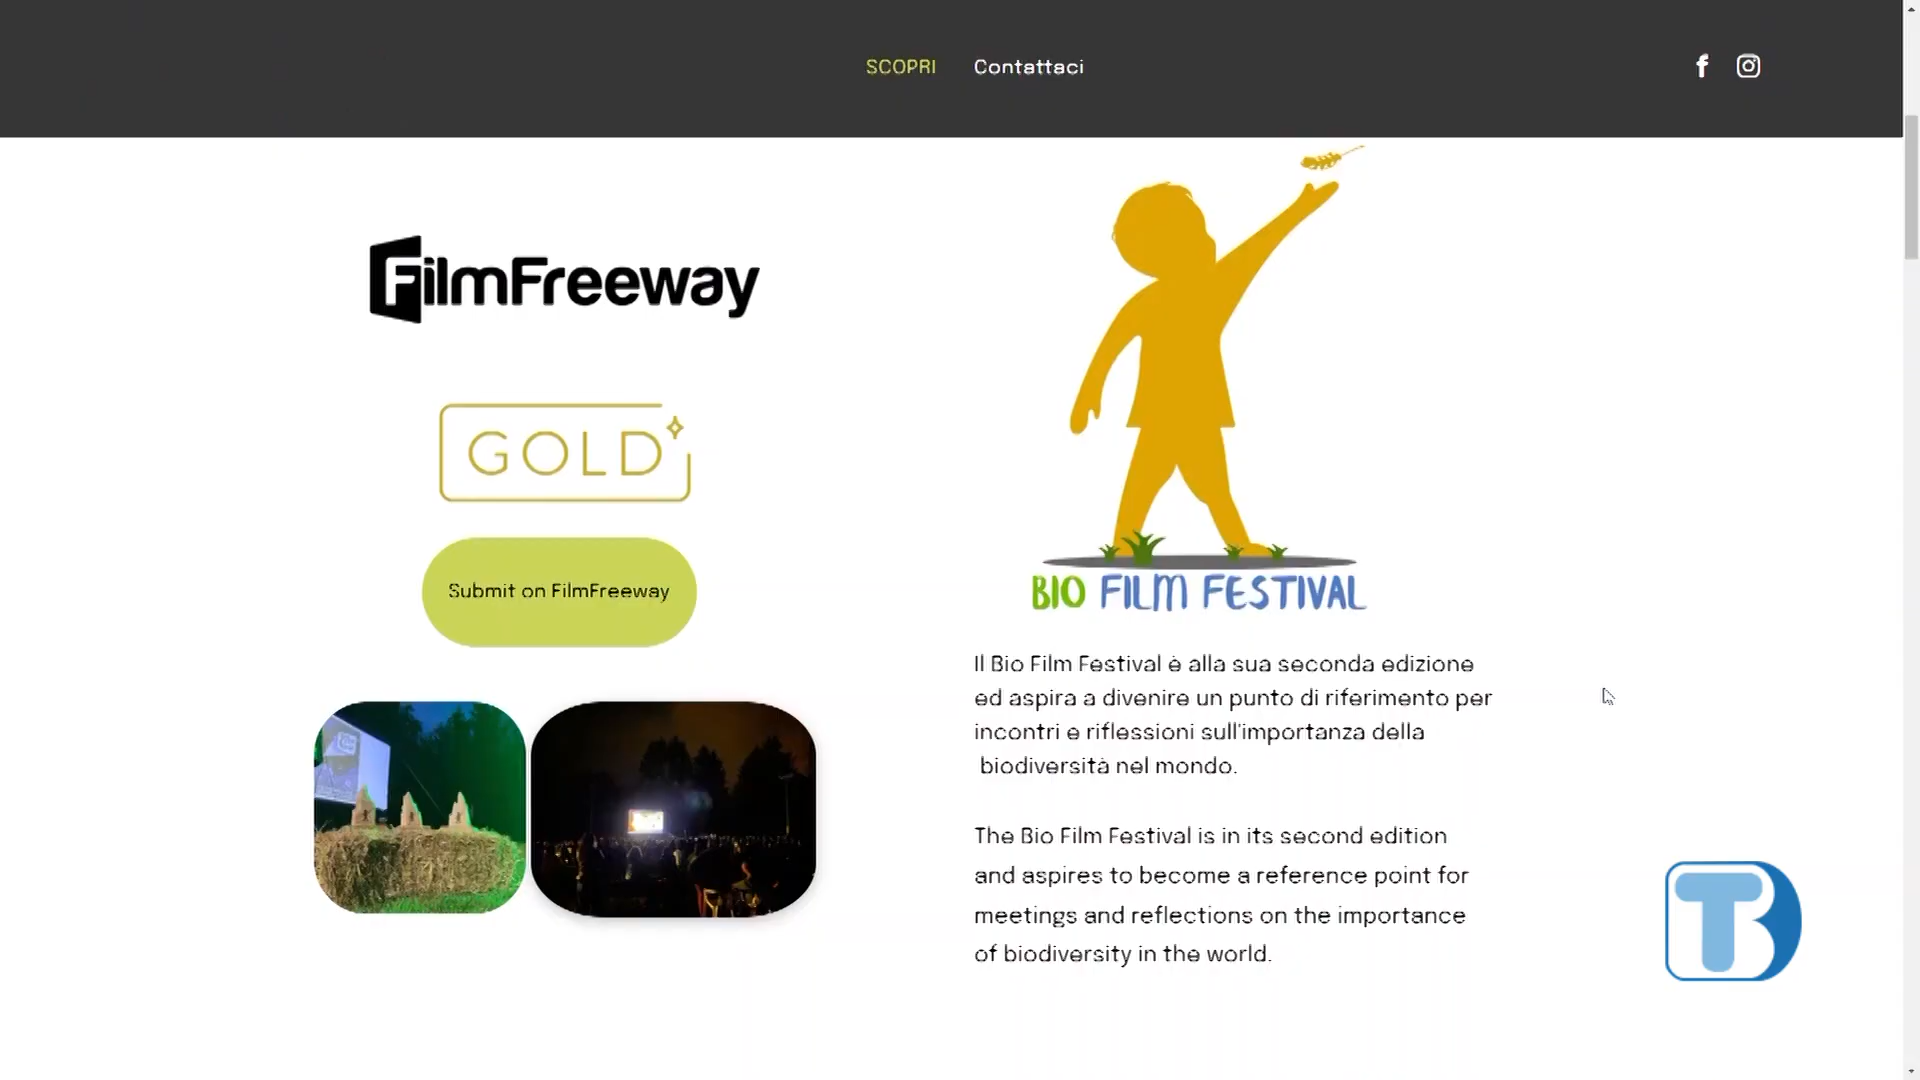 SCOPRI Contattaci
FilmFreeway
GOLD
Submit on FilmFreeway
BIO FILM FESTIVAL
Il Bio Film Festival è alla sua seconda edizione
ed aspira a divenire un punto di riferimento per
incontri e riflessioni sull'importanza della
biodiversità nel mondo.
The Bio Film Festival is in its second edition
and aspires to become a reference point for
meetings and reflections on the importance
of biodiversity in the world.
TB